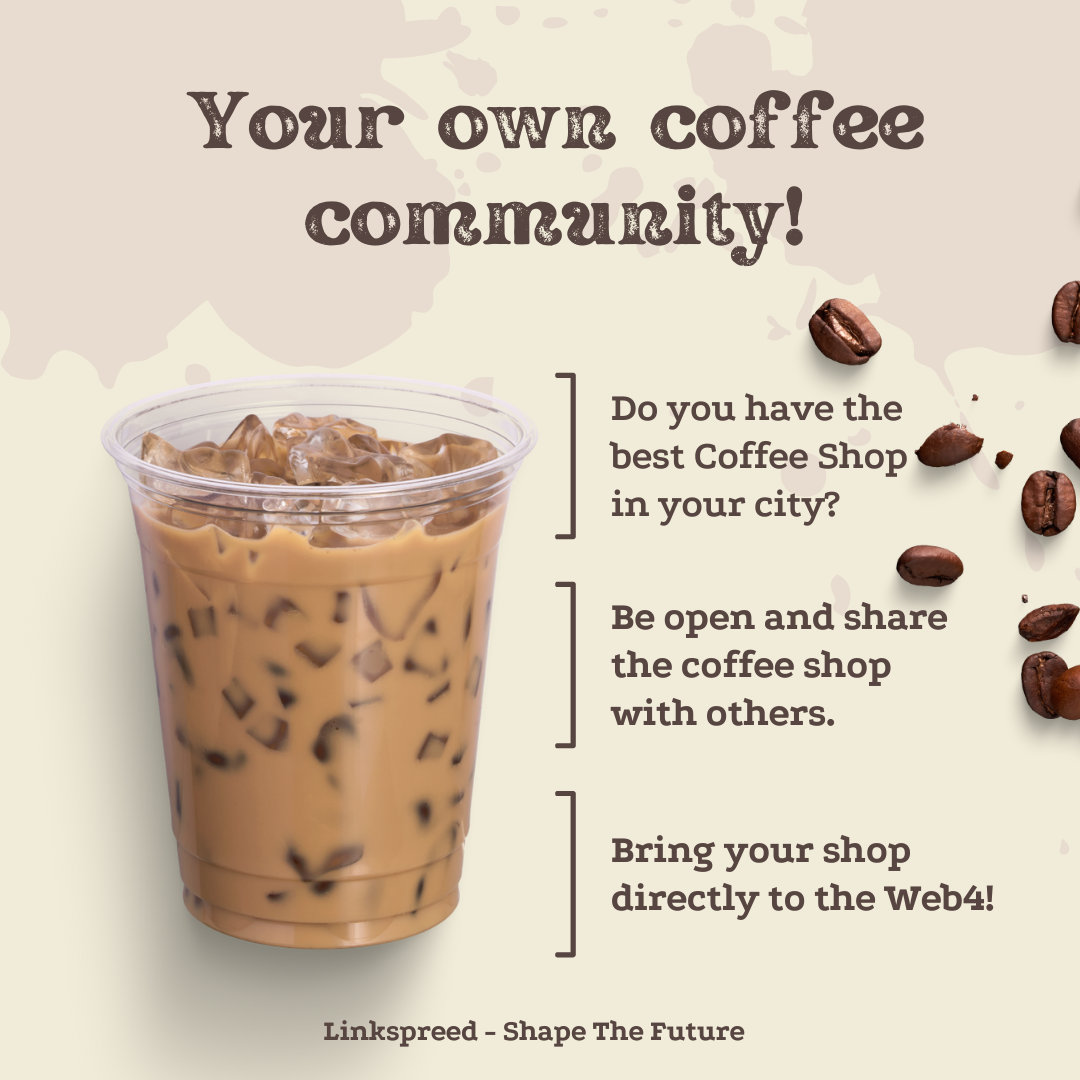 Your own coffee
community!
Do you have the
best Coffee Shop
in your city?
Be open and share
the coffee shop
with others.
Bring your shop
directly to the Web4!
Linkspreed - Shape The Future